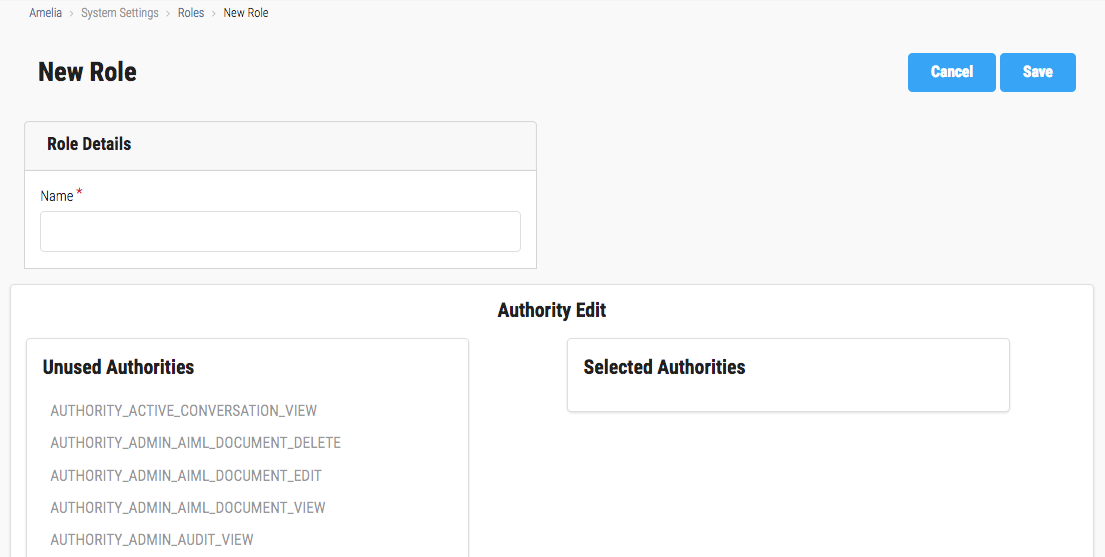 Amelia > System Settings > Roles > New Role
New Role
Cancel
Save
Role Details
Name *
Authority Edit
Unused Authorities
Selected Authorities
AUTHORITY_ACTIVE_CONVERSATION_VIEW
AUTHORITY_ADMIN_AIML_DOCUMENT_DELETE
AUTHORITY_ADMIN_AIML_DOCUMENT_EDIT
AUTHORITY_ADMIN_AIML_DOCUMENT_VIEW
AUTHORITY_ADMIN_AUDIT_VIEW